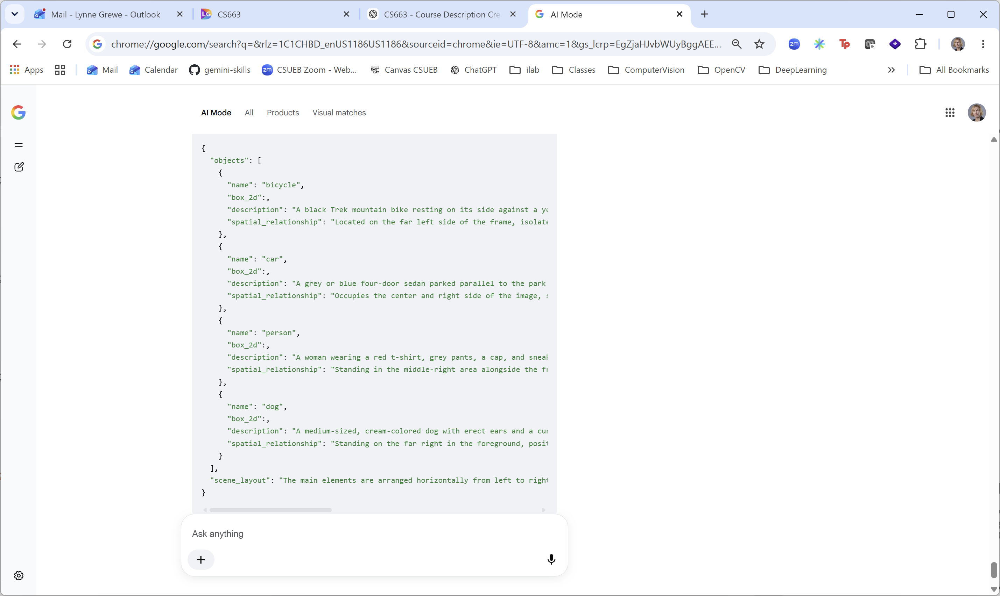 Mail - Lynne Grewe - Outlook
CS663
CS663 - Course Description Cre
AI Mode
chrome://google.com/search?q=&rlz=1C1CHBD_enUS1186US1186&sourceid=chrome&ie=UTF-8&amc=1&gs_lcrp=EgZjaHJvbWUyBggAEE...
Apps
Mail
Calendar
gemini-skills
CSUEB Zoom - Web...
Canvas CSUEB
ChatGPT
ilab
Classes
ComputerVision
OpenCV
DeepLearning
All Bookmarks
AI Mode All Products Visual matches
{
"objects": [
{
"name": "bicycle",
"box_2d":,
"description": "A black Trek mountain bike resting on its side against a ye
"spatial_relationship": "Located on the far left side of the frame, isolate
},
{
"name": "car",
"box_2d":,
"description": "A grey or blue four-door sedan parked parallel to the park
"spatial_relationship": "Occupies the center and right side of the image, s
},
{
"name": "person",
"box_2d":,
"description": "A woman wearing a red t-shirt, grey pants, a cap, and sneak
"spatial_relationship": "Standing in the middle-right area alongside the fr
},
{
"name": "dog",
"box_2d":,
"description": "A medium-sized, cream-colored dog with erect ears and a cur
"spatial_relationship": "Standing on the far right in the foreground, posit
}
],
"scene_layout": "The main elements are arranged horizontally from left to right
}
Ask anything